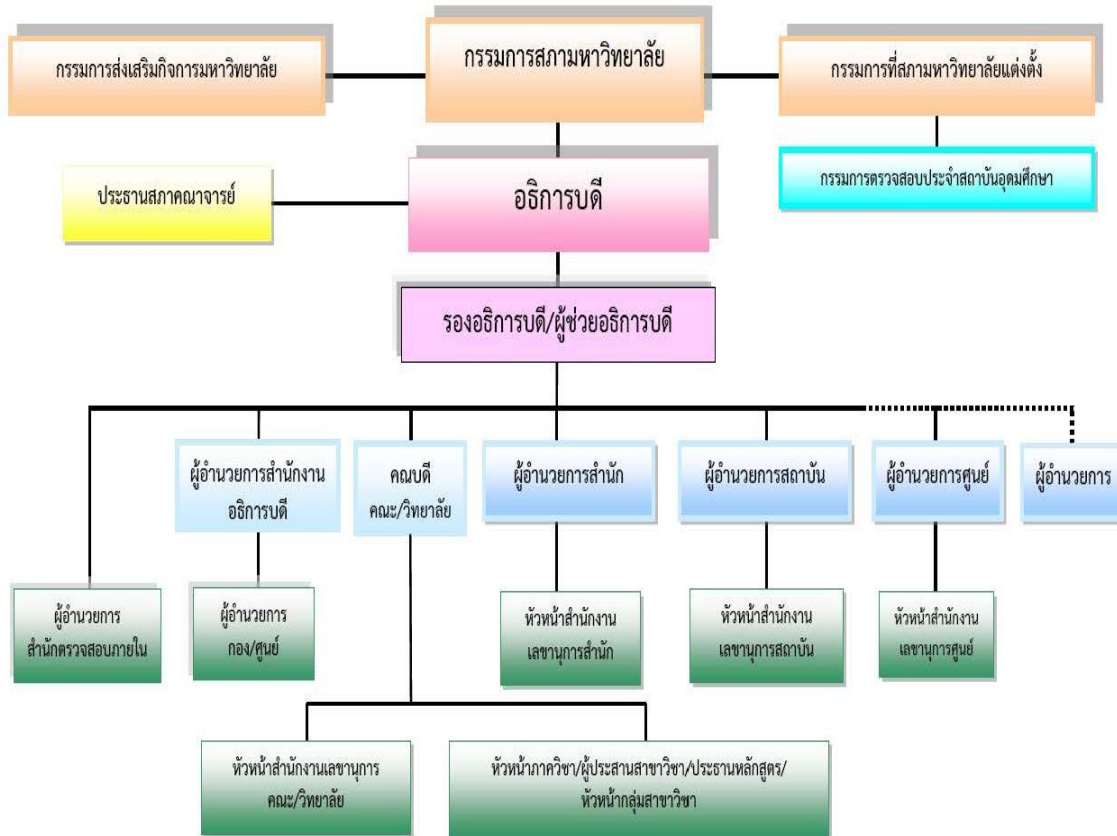 กรรมการส่งเสริมกิจการมหาวิทยาลัย
กรรมการสภามหาวิทยาลัย
กรรมการที่สภามหาวิทยาลัยแต่งตั้ง
กรรมการตรวจสอบประจำสถาบันอุดมศึกษา
ประธานสภาคณาจารย์
อธิการบดี
รองอธิการบดี/ผู้ช่วยอธิการบดี
ผู้อำนวยการสำนักงาน
อธิการบดี
คณบดี
คณะ/วิทยาลัย
ผู้อำนวยการสำนัก
ผู้อำนวยการสถาบัน
ผู้อำนวยการศูนย์
ผู้อำนวยการ
ผู้อำนวยการ
สำนักตรวจสอบภายใน
ผู้อำนวยการ
กอง/ศูนย์
หัวหน้าสำนักงาน
เลขานุการสำนัก
หัวหน้าสำนักงาน
เลขานุการสถาบัน
หัวหน้าสำนักงาน
เลขานุการศูนย์
หัวหน้าสำนักงานเลขานุการ
คณะ/วิทยาลัย
หัวหน้าภาควิชา/ผู้ประสานสาขาวิชา/ประธานหลักสูตร/
หัวหน้ากลุ่มสาขาวิชา